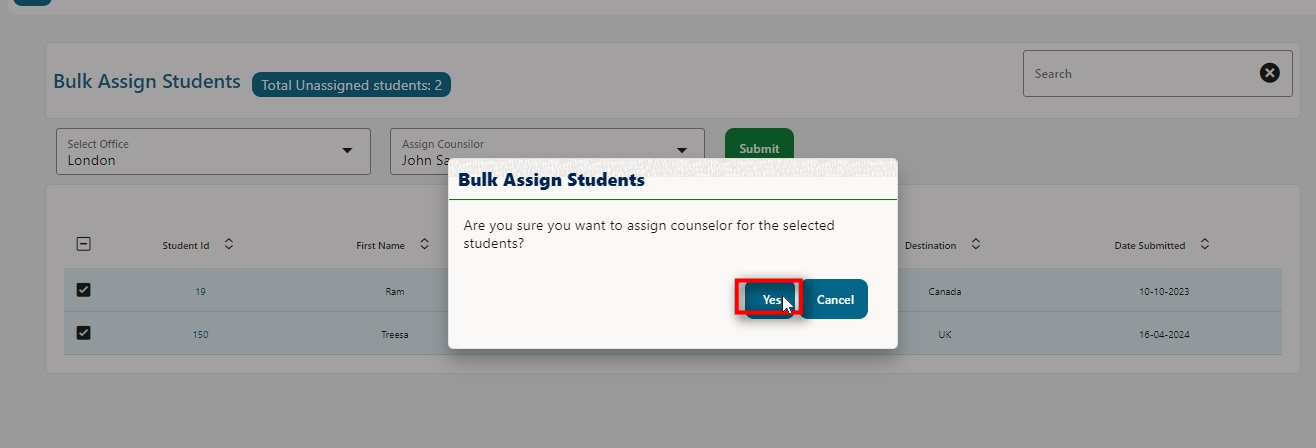 Bulk Assign Students
Total Unassigned students: 2
Search
Select Office
London
Assign Counsilor
John Sa
Submit
Bulk Assign Students
Are you sure you want to assign counselor for the selected
students?
Yes
Cancel
Student Id
First Name
Destination
Date Submitted
19
Ram
Canada
10-10-2023
150
Treesa
UK
16-04-2024